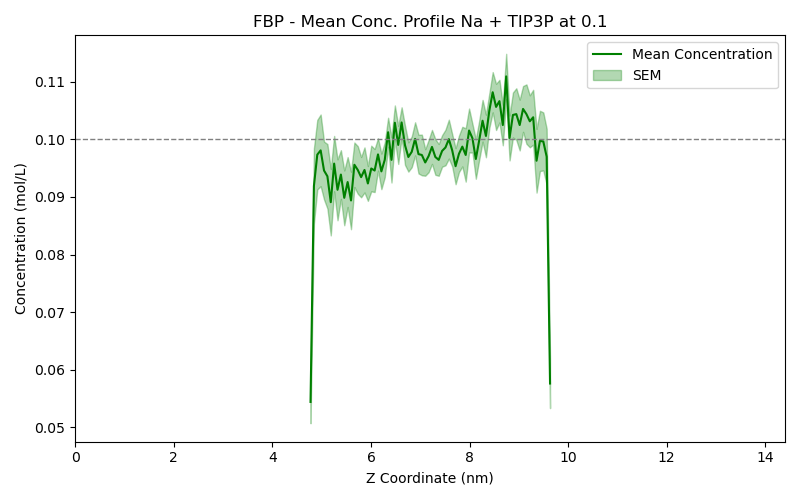 FBP - Mean Conc. Profile Na + TIP3P at 0.1
Mean Concentration
SEM
0.11
0.10
0.09
0.08
0.07
0.06
0.05
Concentration (mol/L)
0 2 4 6 8 10 12 14
Z Coordinate (nm)